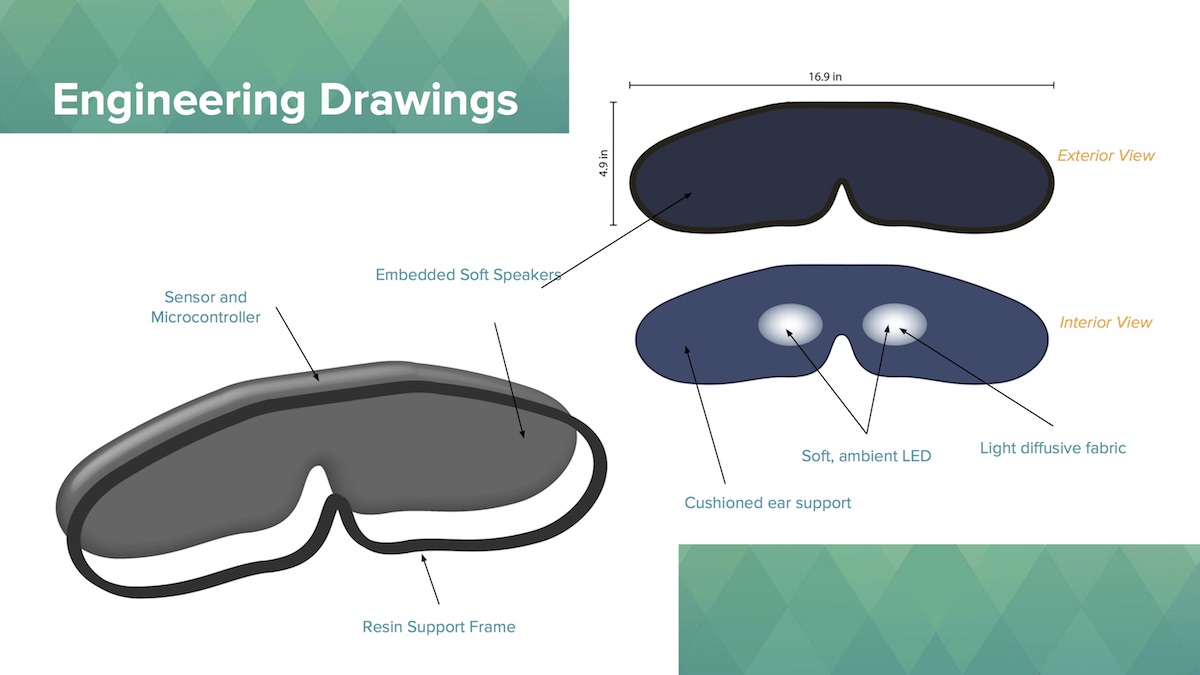 Engineering Drawings
16.9 in
4.9 in
Exterior View
Embedded Soft Speakers
Sensor and
Microcontroller
Interior View
Soft, ambient LED
Light diffusive fabric
Cushioned ear support
Resin Support Frame